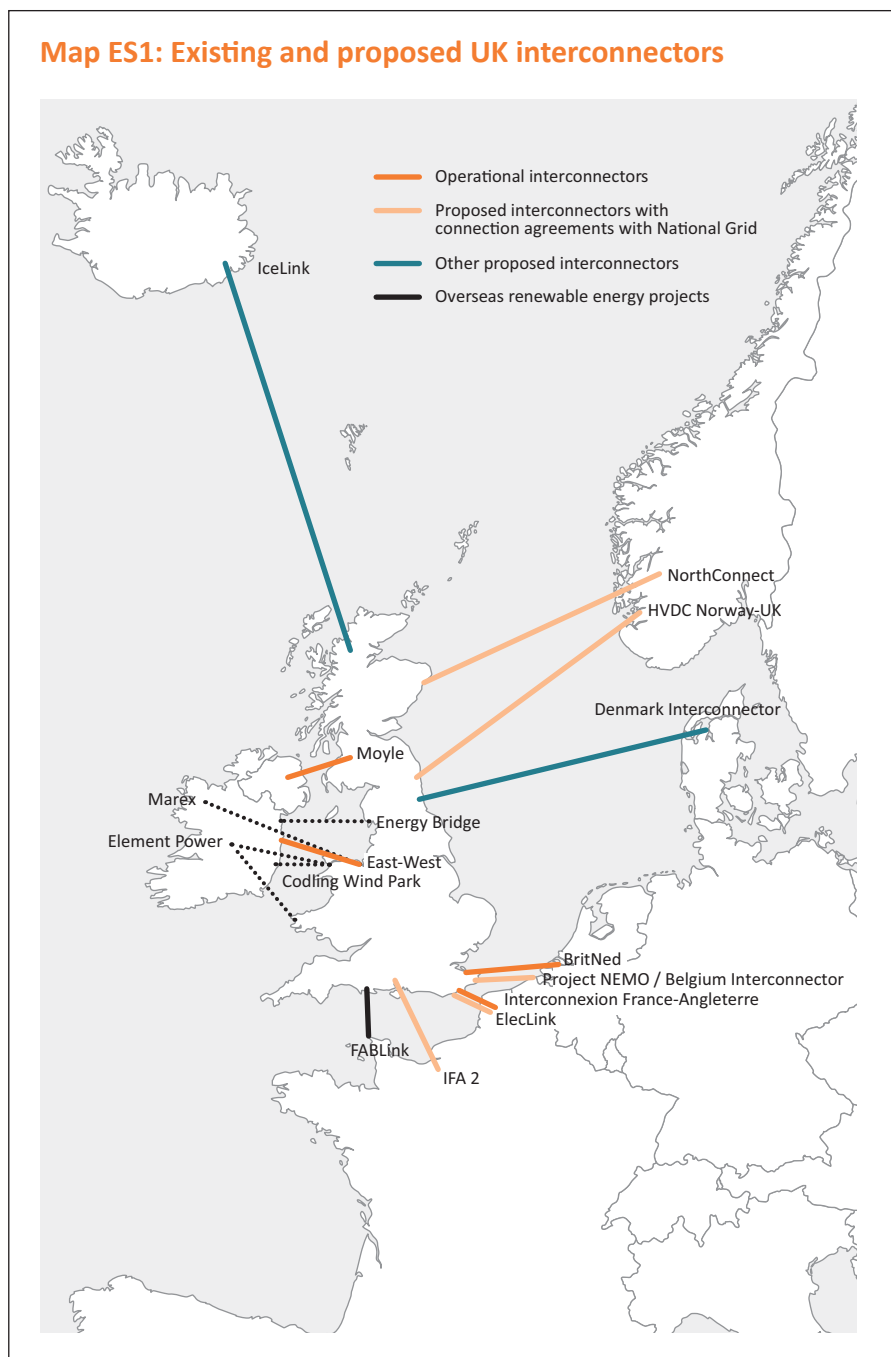 Map ES1: Existing and proposed UK interconnectors
Operational interconnectors
Proposed interconnectors with
connection agreements with National Grid
Other proposed interconnectors
Overseas renewable energy projects
IceLink
NorthConnect
HVDC Norway-UK
Denmark Interconnector
Moyle
Marex
Energy Bridge
Element Power
East-West
Codling Wind Park
BritNed
Project NEMO / Belgium Interconnector
Interconnexion France-Angleterre
ElecLink
FABLink
IFA 2